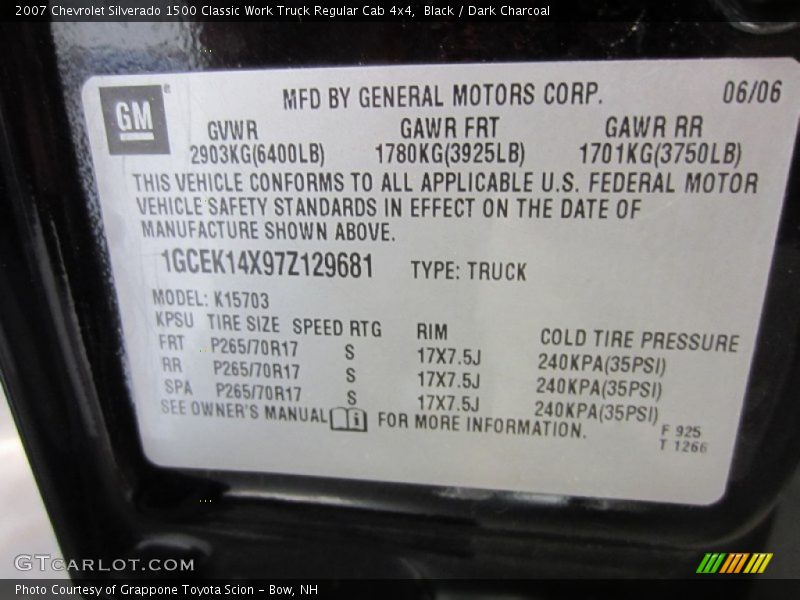 2007 Chevrolet Silverado 1500 Classic Work Truck Regular Cab 4x4,  Black / Dark Charcoal
GM®
MFD BY GENERAL MOTORS CORP. 06/06
GVWR GAWR FRT GAWR RR
2903KG(6400LB) 1780KG(3925LB) 1701KG(3750LB)
THIS VEHICLE CONFORMS TO ALL APPLICABLE U.S. FEDERAL MOTOR
VEHICLE SAFETY STANDARDS IN EFFECT ON THE DATE OF
MANUFACTURE SHOWN ABOVE.
1GCEK14X97Z129681 TYPE: TRUCK
MODEL: K15703
KPSU TIRE SIZE SPEED RTG RIM COLD TIRE PRESSURE
FRT P265/70R17 S 17X7.5J 240KPA(35PSI)
RR P265/70R17 S 17X7.5J 240KPA(35PSI)
SPA P265/70R17 S 17X7.5J 240KPA(35PSI)
SEE OWNER'S MANUAL FOR MORE INFORMATION.
F 925
T 1266
GTCARLOT.COM
Photo Courtesy of Grappone Toyota Scion - Bow, NH